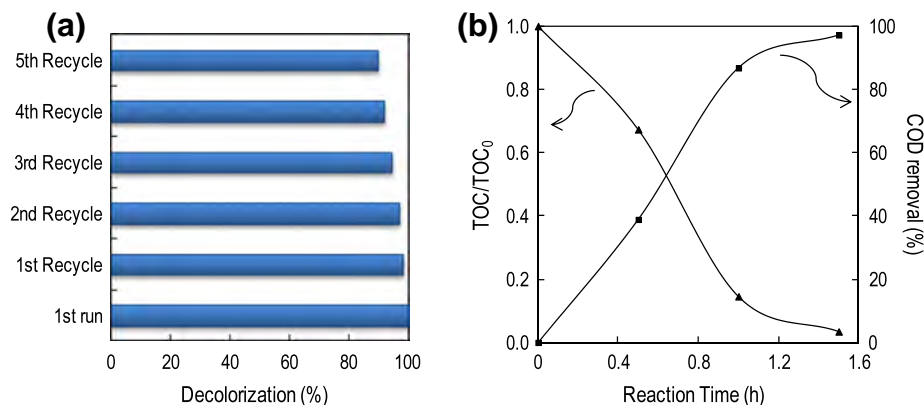 (a)
5th Recycle
4th Recycle
3rd Recycle
2nd Recycle
1st Recycle
1st run
0 20 40 60 80 100
Decolorization (%)
(b)
1.0
0.8
0.6
0.4
0.2
0.0
TOC/TOC₀
100
80
60
40
20
0
COD removal (%)
0 0.4 0.8 1.2 1.6
Reaction Time (h)